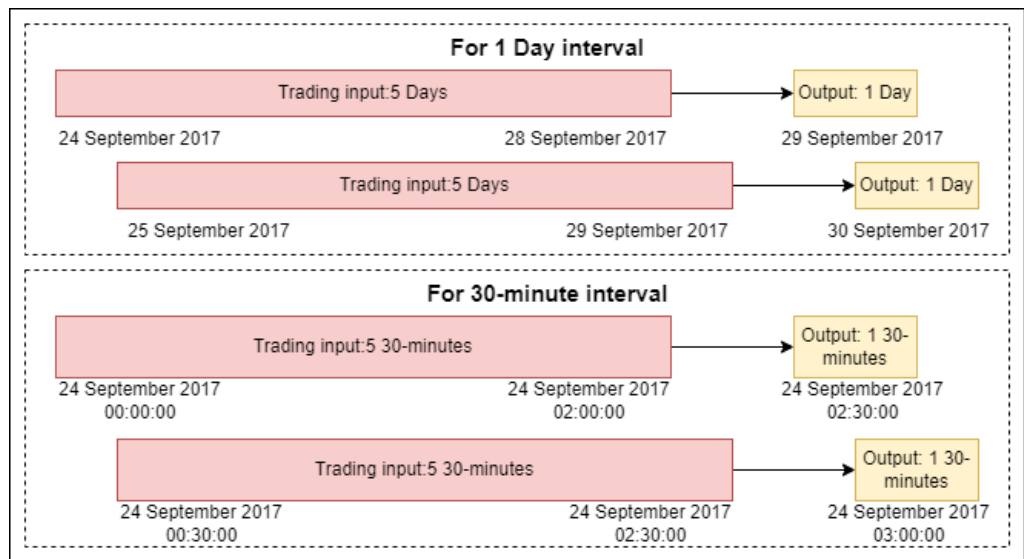 For 1 Day interval
Trading input:5 Days
Output: 1 Day
24 September 2017
28 September 2017
29 September 2017
Trading input:5 Days
Output: 1 Day
25 September 2017
29 September 2017
30 September 2017
For 30-minute interval
Trading input:5 30-minutes
Output: 1 30-
minutes
24 September 2017
00:00:00
24 September 2017
02:00:00
24 September 2017
02:30:00
Trading input:5 30-minutes
Output: 1 30-
minutes
24 September 2017
00:30:00
24 September 2017
02:30:00
24 September 2017
03:00:00